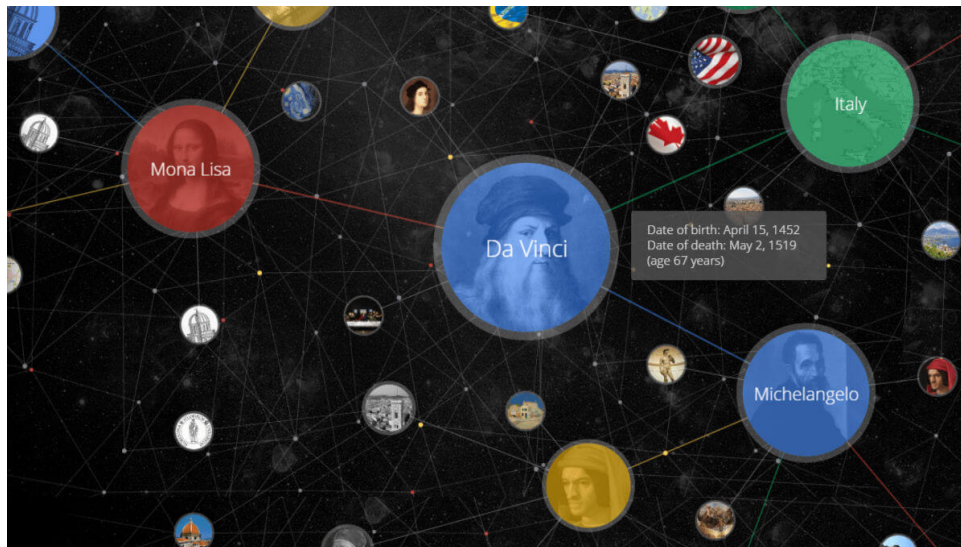 Italy
Mona Lisa
Da Vinci
Date of birth: April 15, 1452
Date of death: May 2, 1519
(age 67 years)
Michelangelo